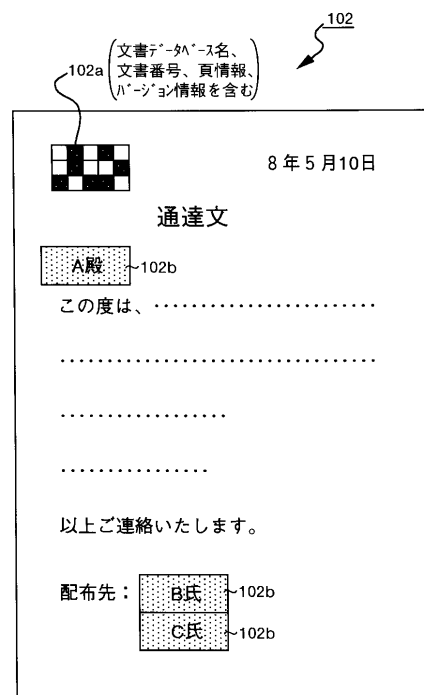 102
102a
文書ﾃﾞｰﾀﾍﾞｰｽ名、
文書番号、頁情報、
ﾊﾞｰｼﾞｮﾝ情報を含む
8年5月10日
通達文
A殿
102b
この度は、・・・・・・・・・・・・・・・・・・・・・・・
・・・・・・・・・・・・・・・・・・・・・・・・・・・・・・・・
・・・・・・・・・・・・・・・・・
・・・・・・・・・・・・・・・
以上ご連絡いたします。
配布先：
B氏
102b
C氏
102b